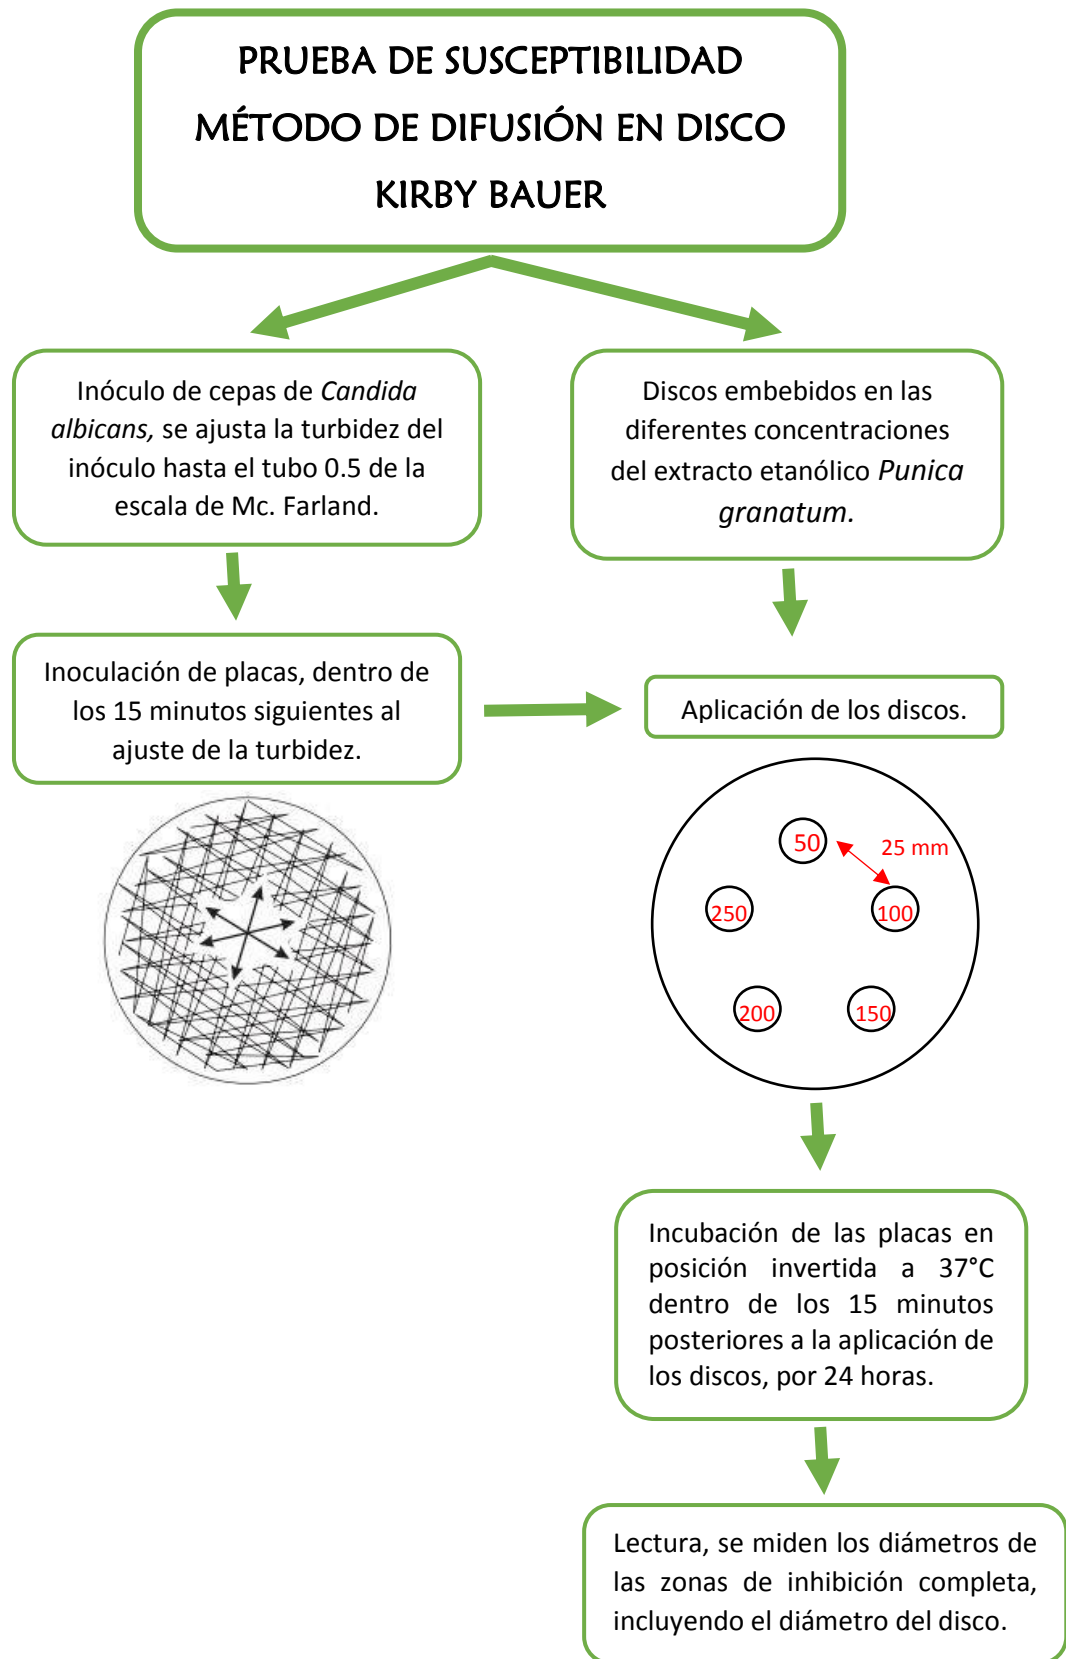 PRUEBA DE SUSCEPTIBILIDAD
MÉTODO DE DIFUSIÓN EN DISCO
KIRBY BAUER
Inóculo de cepas de Candida
albicans, se ajusta la turbidez del
inóculo hasta el tubo 0.5 de la
escala de Mc. Farland.
Discos embebidos en las
diferentes concentraciones
del extracto etanólico Punica
granatum.
Inoculación de placas, dentro de
los 15 minutos siguientes al
ajuste de la turbidez.
Aplicación de los discos.
50
25 mm
250
100
200
150
Incubación de las placas en
posición invertida a 37°C
dentro de los 15 minutos
posteriores a la aplicación de
los discos, por 24 horas.
Lectura, se miden los diámetros de
las zonas de inhibición completa,
incluyendo el diámetro del disco.